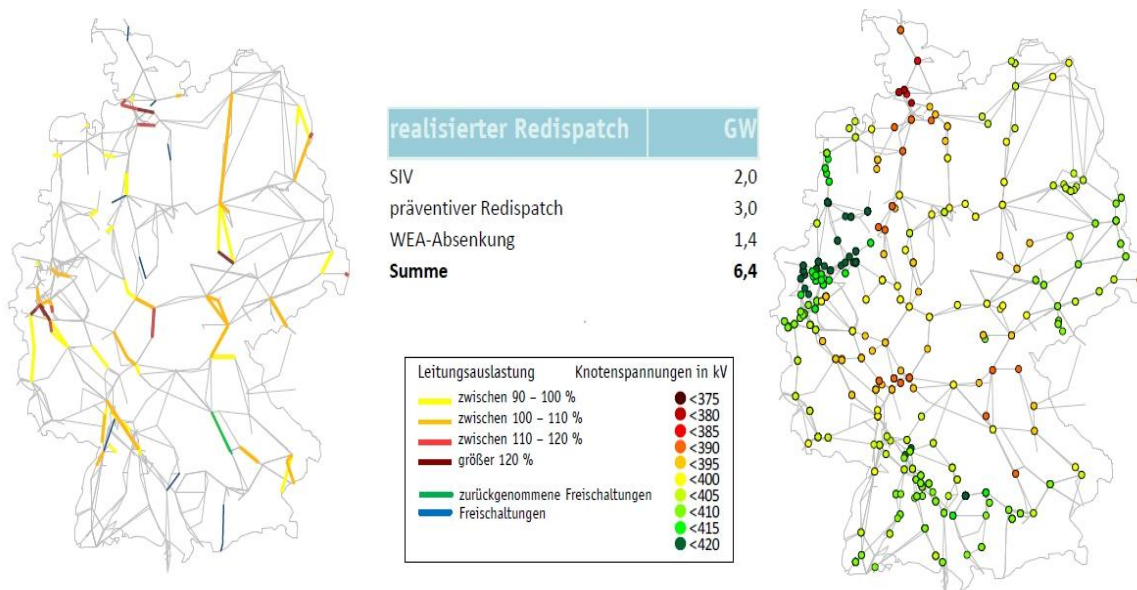 realisierter Redispatch GW
SIV 2,0
präventiver Redispatch 3,0
WEA-Absenkung 1,4
Summe 6,4
Leitungsauslastung Knotenspannungen in kV
zwischen 90 – 100 %
zwischen 100 – 110 %
zwischen 110 – 120 %
größer 120 %
zurückgenommene Freischaltungen
Freischaltungen
<375
<380
<385
<390
<395
<400
<405
<410
<415
<420